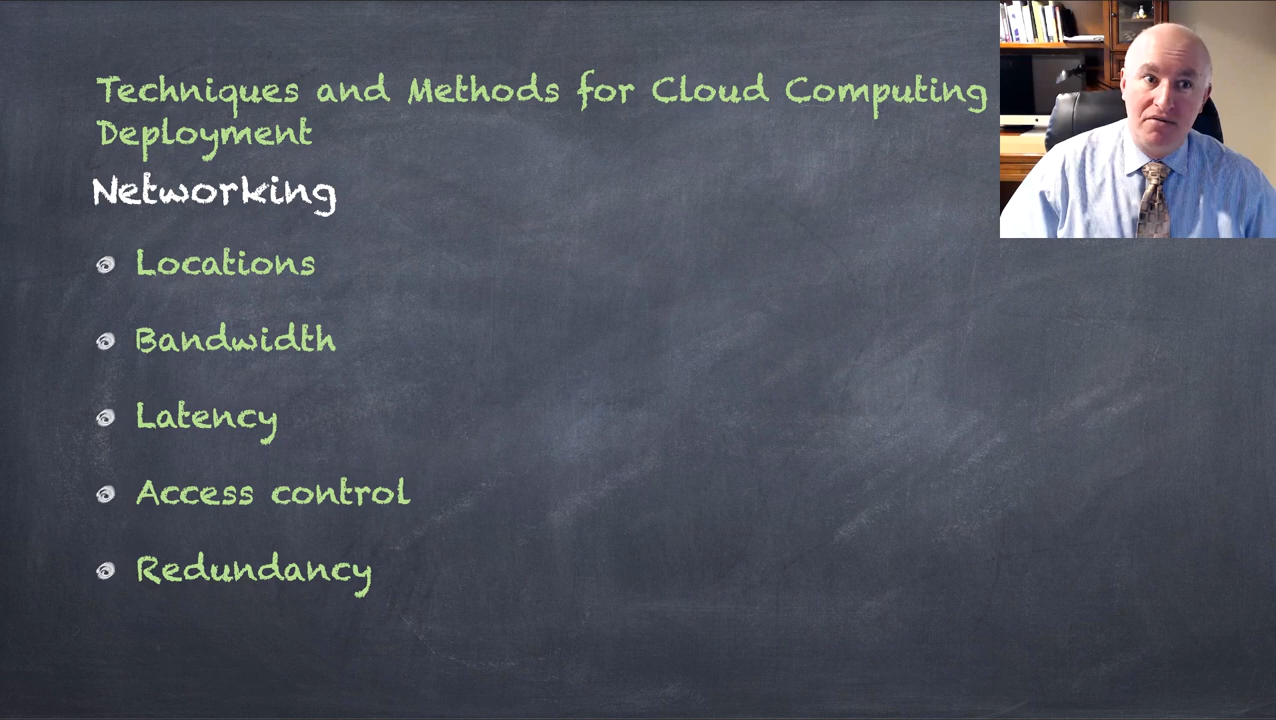 Techniques and Methods for Cloud Computing
Deployment
Networking
Locations
Bandwidth
Latency
Access control
Redundancy